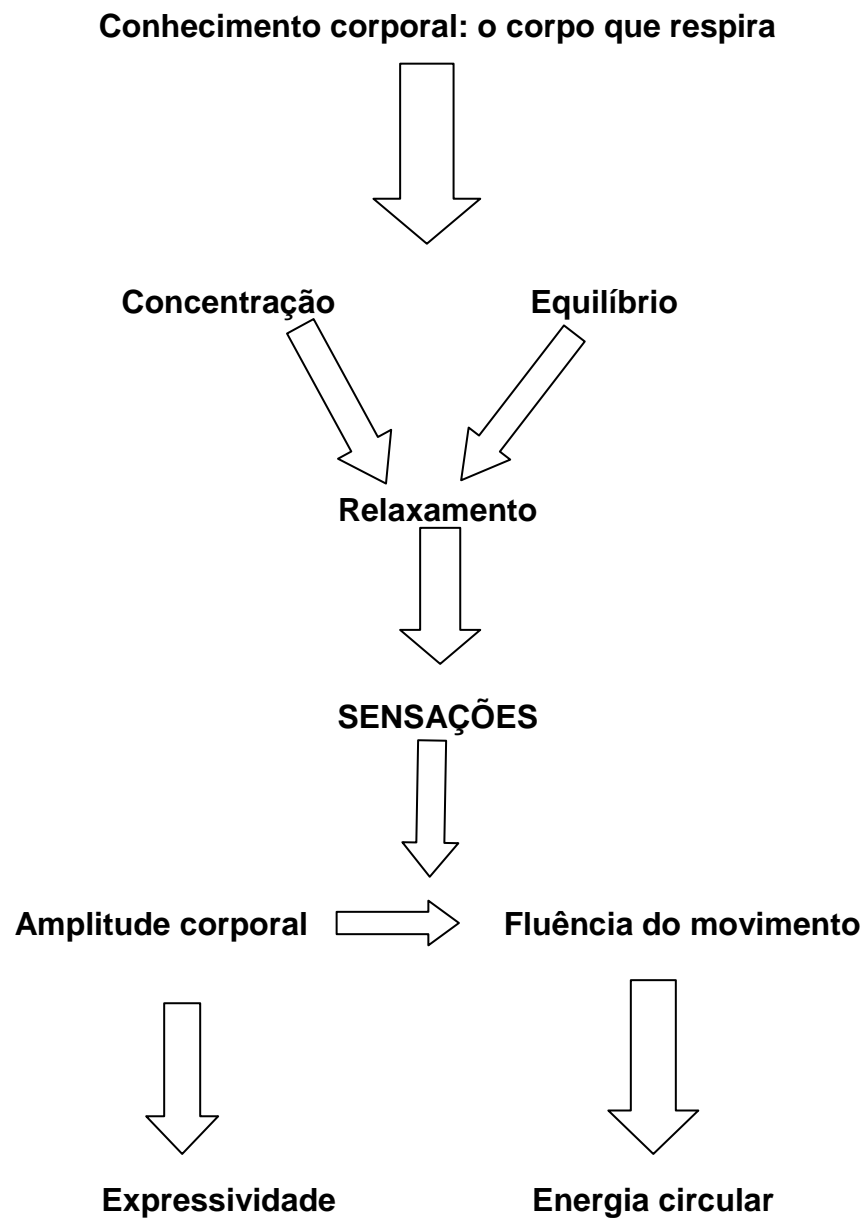 Conhecimento corporal: o corpo que respira
Concentração Equilíbrio
Relaxamento
SENSAÇÕES
Amplitude corporal Fluência do movimento
Expressividade Energia circular